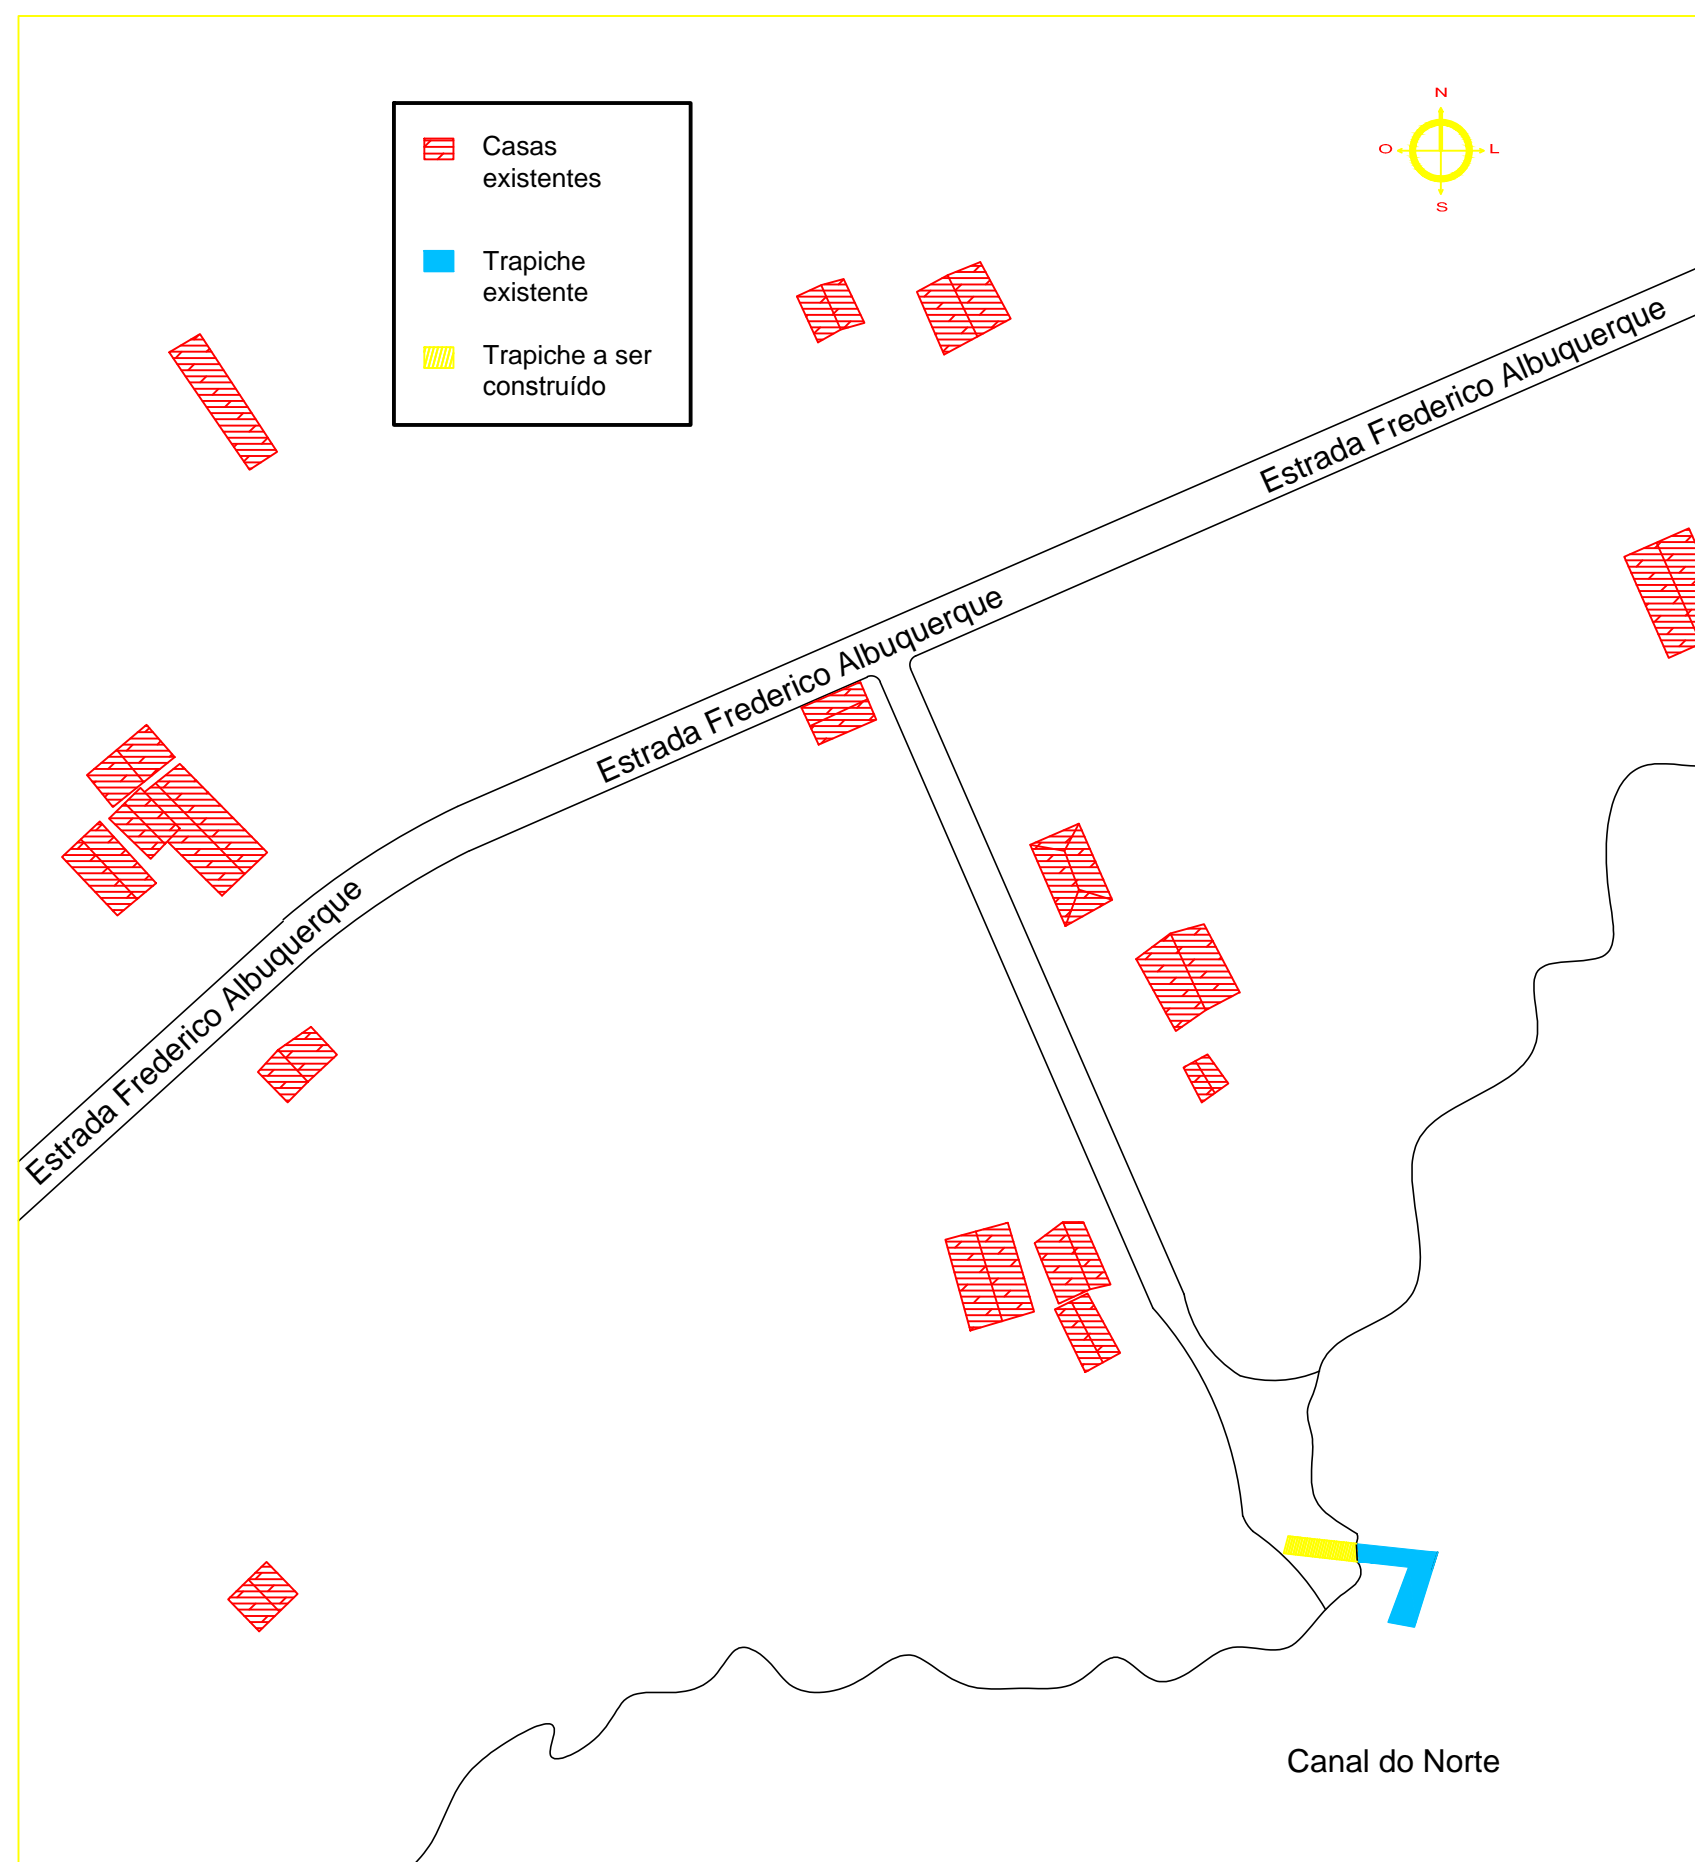 Casas
existentes
Trapiche
existente
Trapiche a ser
construído
N
O
L
S
Estrada Frederico Albuquerque
Estrada Frederico Albuquerque
Estrada Frederico Albuquerque
Canal do Norte